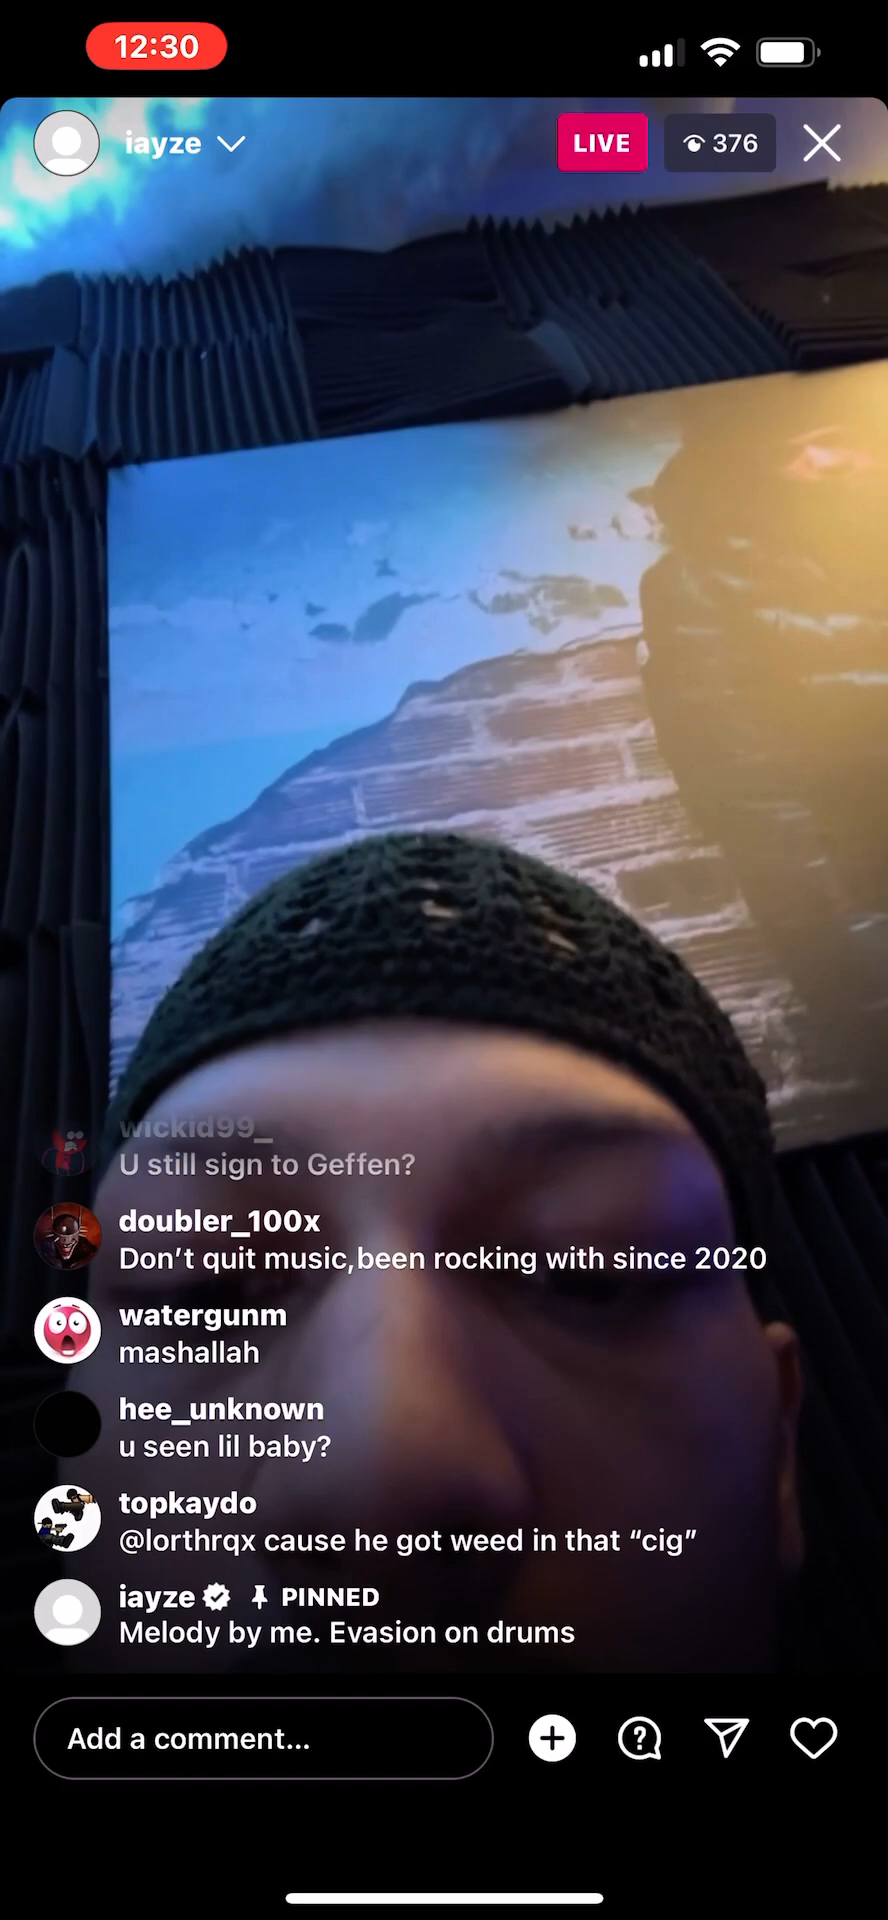 12:30
iayze
LIVE
376
wickid99_
U still sign to Geffen?
doubler_100x
Don’t quit music,been rocking with since 2020
watergunm
mashallah
hee_unknown
u seen lil baby?
topkaydo
@lorthrqx cause he got weed in that “cig”
iayze PINNED
Melody by me. Evasion on drums
Add a comment...